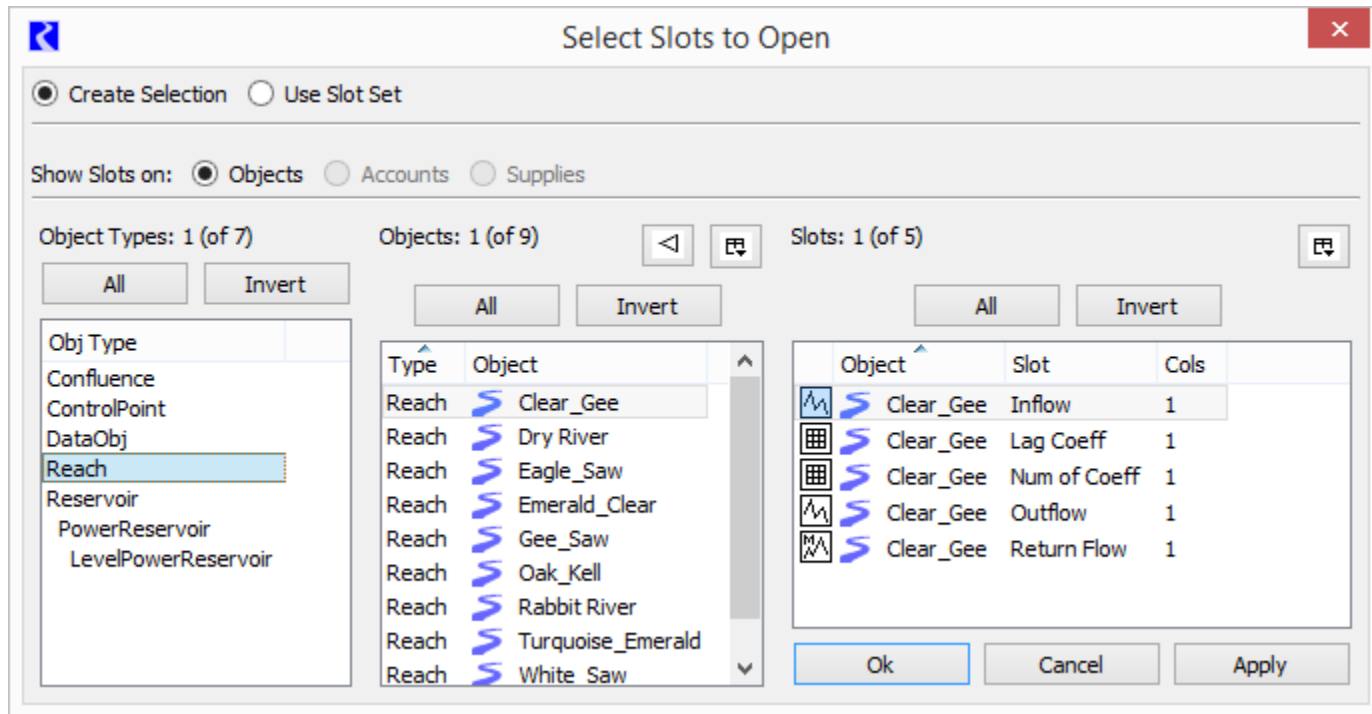 Select Slots to Open
Create Selection Use Slot Set
Show Slots on: Objects Accounts Supplies
Object Types: 1 (of 7)
All Invert
Obj Type
Confluence
ControlPoint
DataObj
Reach
Reservoir
PowerReservoir
LevelPowerReservoir
Objects: 1 (of 9)
All Invert
Type Object
Reach Clear_Gee
Reach Dry River
Reach Eagle_Saw
Reach Emerald_Clear
Reach Gee_Saw
Reach Oak_Kell
Reach Rabbit River
Reach Turquoise_Emerald
Reach White_Saw
Slots: 1 (of 5)
All Invert
Object Slot Cols
Clear_Gee Inflow 1
Clear_Gee Lag Coeff 1
Clear_Gee Num of Coeff 1
Clear_Gee Outflow 1
Clear_Gee Return Flow 1
Ok Cancel Apply